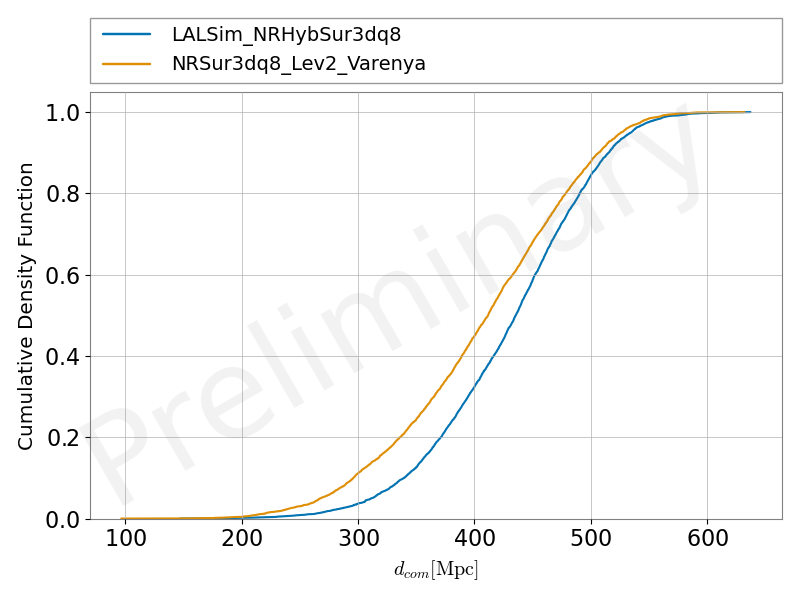 LALSim_NRHybSur3dq8
NRSur3dq8_Lev2_Varenya
Preliminary
Cumulative Density Function
1.0
0.8
0.6
0.4
0.2
0.0
100 200 300 400 500 600
d_com[Mpc]